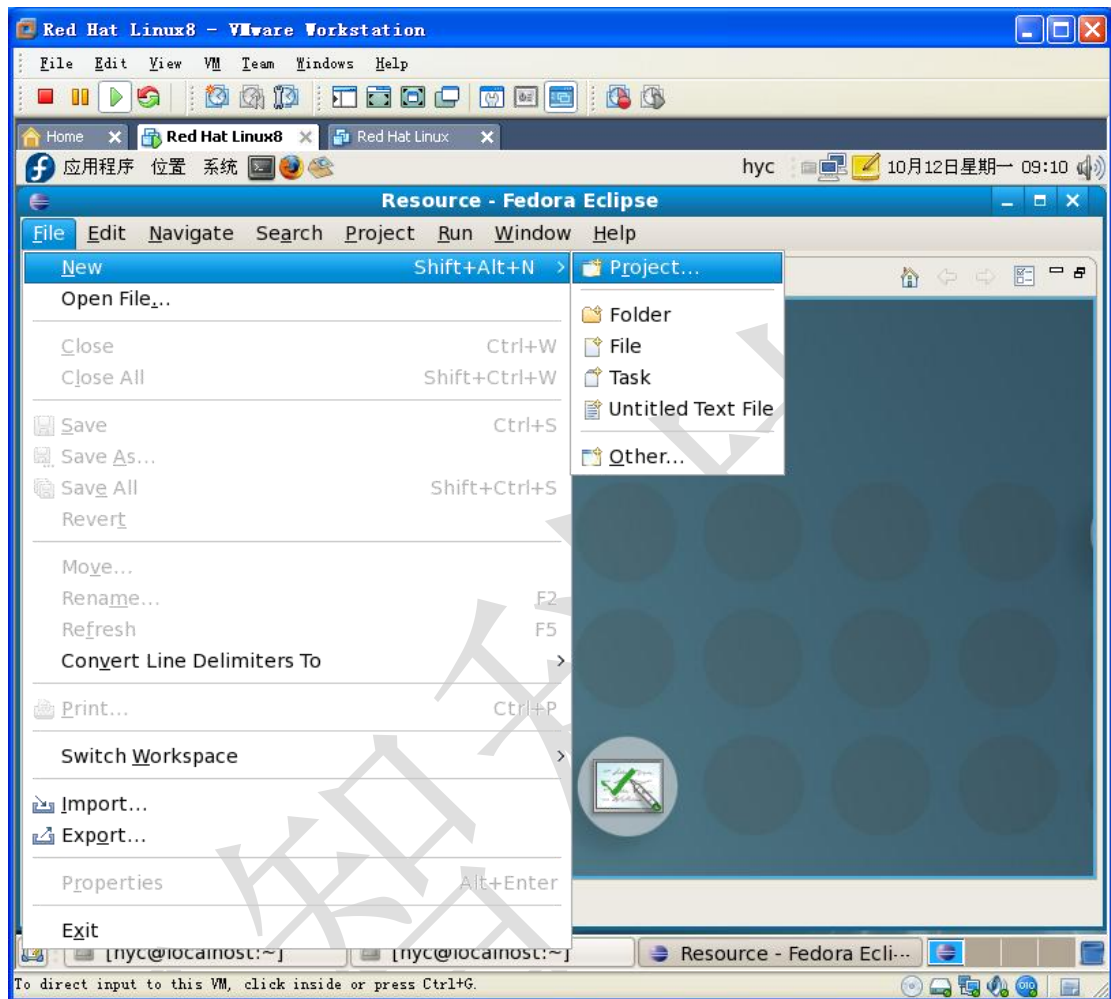 Red Hat Linux8 - VMware Workstation
File Edit View VM Team Windows Help
Home Red Hat Linux8 Red Hat Linux
应用程序 位置 系统 hyc 10月12日星期一 09:10
Resource - Fedora Eclipse
File Edit Navigate Search Project Run Window Help
New Shift+Alt+N
Open File...
Close Ctrl+W
Close All Shift+Ctrl+W
Save Ctrl+S
Save As...
Save All Shift+Ctrl+S
Revert
Move...
Rename... F2
Refresh F5
Convert Line Delimiters To
Print... Ctrl+P
Switch Workspace
Import...
Export...
Properties Alt+Enter
Exit
Project...
Folder
File
Task
Untitled Text File
Other...
[hyc@localhost:~] [hyc@localhost:~] Resource - Fedora Ecli...
To direct input to this VM, click inside or press Ctrl+G.